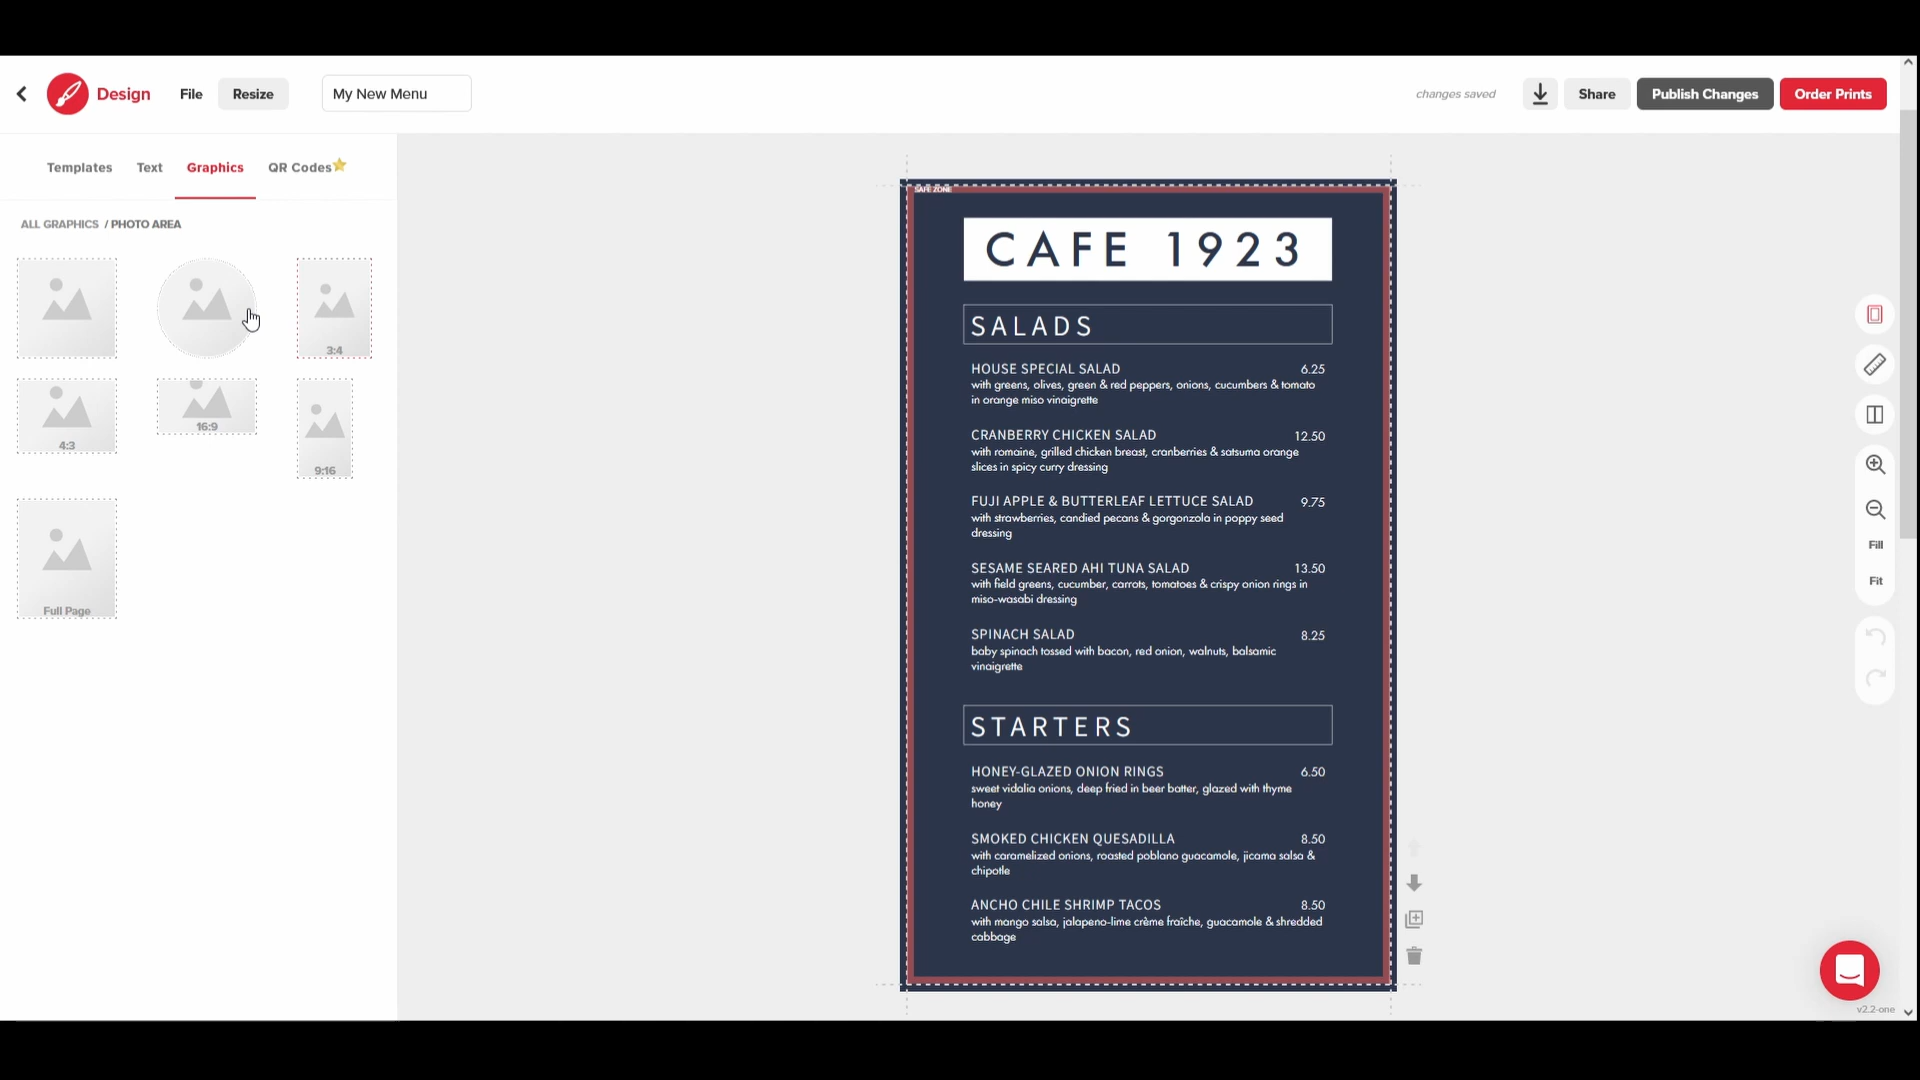 Design
File
Resize
My New Menu
changes saved
Share
Publish Changes
Order Prints
Templates
Text
Graphics
QR Codes
ALL GRAPHICS / PHOTO AREA
3:4
4:3
16:9
9:16
Full Page
SAFE ZONE
CAFE 1923
SALADS
HOUSE SPECIAL SALAD 6.25
with greens, olives, green & red peppers, onions, cucumbers & tomato
in orange miso vinaigrette
CRANBERRY CHICKEN SALAD 12.50
with romaine, grilled chicken breast, cranberries & satsuma orange
slices in spicy curry dressing
FUJI APPLE & BUTTERLEAF LETTUCE SALAD 9.75
with strawberries, candied pecans & gorgonzola in poppy seed
dressing
SESAME SEARED AHI TUNA SALAD 13.50
with field greens, cucumber, carrots, tomatoes & crispy onion rings in
miso-wasabi dressing
SPINACH SALAD 8.25
baby spinach tossed with bacon, red onion, walnuts, balsamic
vinaigrette
STARTERS
HONEY-GLAZED ONION RINGS 6.50
sweet vidalia onions, deep fried in beer batter, glazed with thyme
honey
SMOKED CHICKEN QUESADILLA 8.50
with caramelized onions, roasted poblano guacamole, jicama salsa &
chipotle
ANCHO CHILE SHRIMP TACOS 8.50
with mango salsa, jalapeno-lime crème fraîche, guacamole & shredded
cabbage
Fill
Fit
v2.2-one